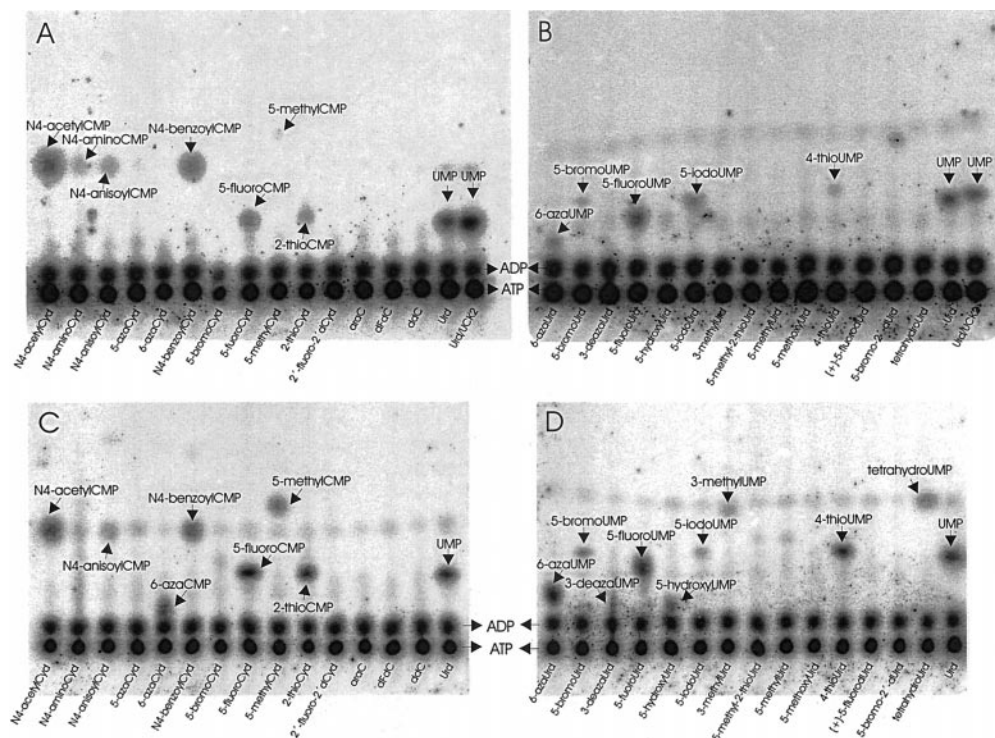 A
N4-acetylCMP
N4-aminoCMP
N4-anisoylCMP
N4-benzoylCMP
5-methylCMP
5-fluoroCMP
2-thioCMP
UMP
UMP
N4-acetylCyd
N4-aminoCyd
N4-anisoylCyd
5-azaCyd
6-azaCyd
N4-benzoylCyd
5-bromoCyd
5-fluoroCyd
5-methylCyd
2-thioCyd
2´-fluoro-2´dCyd
araC
dFdC
ddC
Urd
Urd/UCK2
ADP
ATP
B
6-azaUMP
5-bromoUMP
5-fluoroUMP
5-iodoUMP
4-thioUMP
UMP
UMP
6-azaUrd
5-bromoUrd
3-deazaUrd
5-fluoroUrd
5-hydroxyUrd
5-iodoUrd
3-methylUrd
5-methyl-2-thioUrd
5-methylUrd
5-methoxyUrd
4-thioUrd
(+)-5-fluorodUrd
5-bromo-2´-dUrd
tetrahydroUrd
Urd
Urd/UCK2
C
N4-acetylCMP
N4-anisoylCMP
6-azaCMP
N4-benzoylCMP
5-methylCMP
5-fluoroCMP
2-thioCMP
UMP
N4-acetylCyd
N4-aminoCyd
N4-anisoylCyd
5-azaCyd
6-azaCyd
N4-benzoylCyd
5-bromoCyd
5-fluoroCyd
5-methylCyd
2-thioCyd
2´-fluoro-2´dCyd
araC
dFdC
ddC
Urd
ADP
ATP
D
6-azaUMP
5-bromoUMP
3-deazaUMP
5-fluoroUMP
5-hydroxyUMP
5-iodoUMP
3-methylUMP
4-thioUMP
tetrahydroUMP
UMP
6-azaUrd
5-bromoUrd
3-deazaUrd
5-fluoroUrd
5-hydroxyUrd
5-iodoUrd
3-methylUrd
5-methyl-2-thioUrd
5-methylUrd
5-methoxyUrd
4-thioUrd
(+)-5-fluorodUrd
5-bromo-2´-dUrd
tetrahydroUrd
Urd